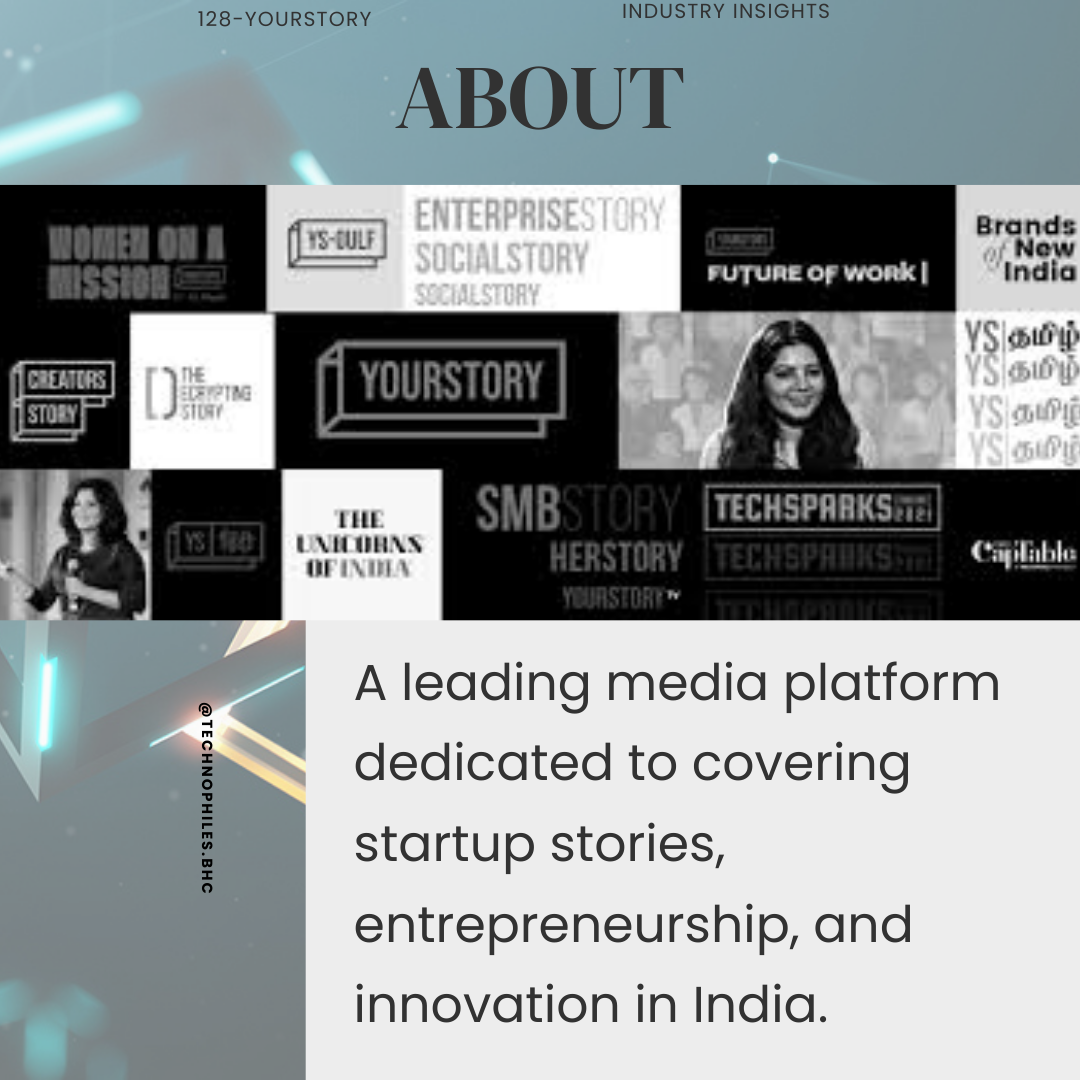 128-YOURSTORY
INDUSTRY INSIGHTS
ABOUT
WOMEN ON A
MISSION
YS-GULF
ENTERPRISESTORY
SOCIALSTORY
SOCIALSTORY
FUTURE OF WORK
Brands
of New
India
CREATORS
STORY
THE
DECRYPTING
STORY
YOURSTORY
YS தமிழ்
YS தமிழ்
YS தமிழ்
YS தமிழ்
YS
THE
UNICORNS
OF INDIA
SMBSTORY
HERSTORY
YOURSTORY TV
TECHSPARKS 2021
TECHSPARKS
TECHSPARKS
CapTable
@TECHNOPHILES.BHC
A leading media platform
dedicated to covering
startup stories,
entrepreneurship, and
innovation in India.